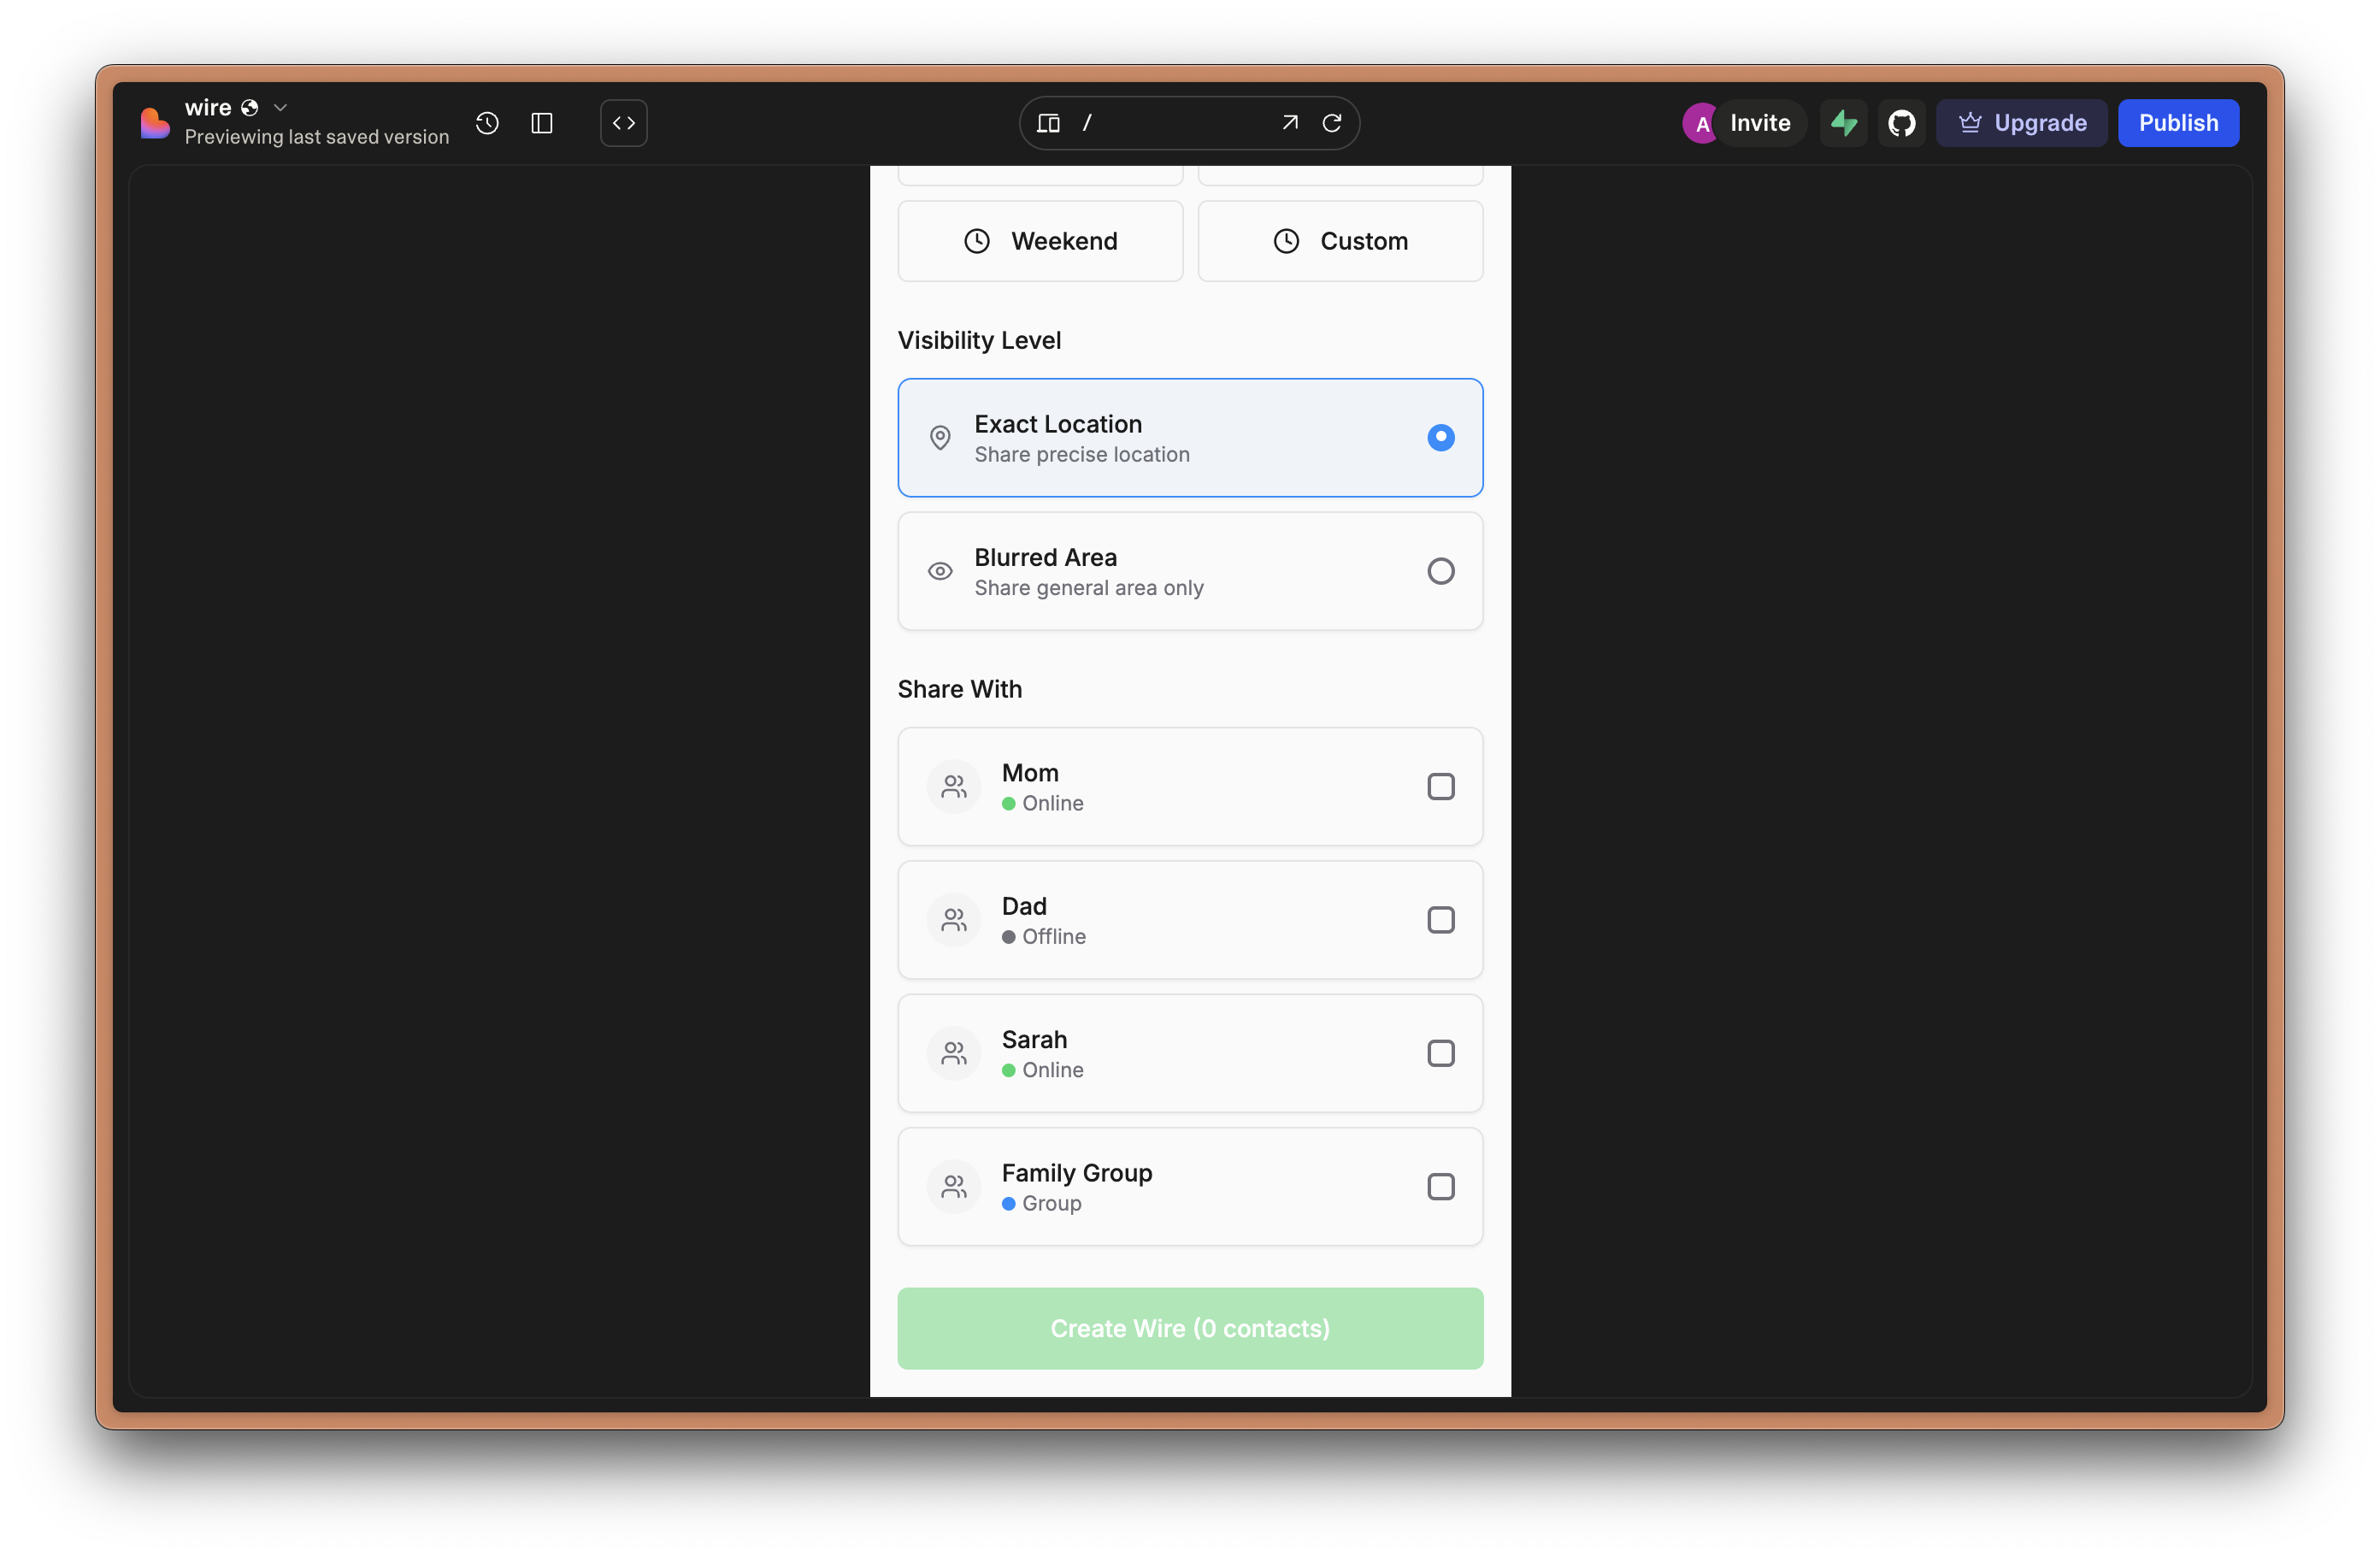 wire
Previewing last saved version
/
A
Invite
Upgrade
Publish
Weekend
Custom
Visibility Level
Exact Location
Share precise location
Blurred Area
Share general area only
Share With
Mom
Online
Dad
Offline
Sarah
Online
Family Group
Group
Create Wire (0 contacts)